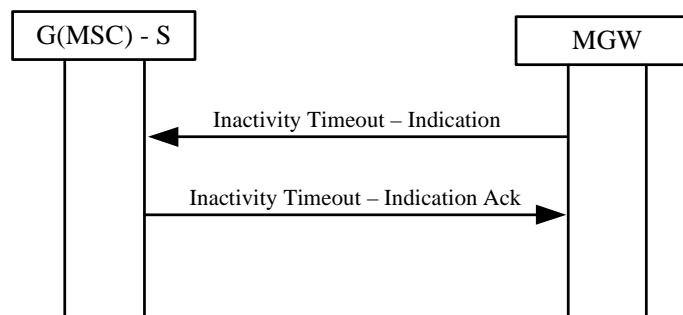 G(MSC) - S
MGW
Inactivity Timeout – Indication
Inactivity Timeout – Indication Ack